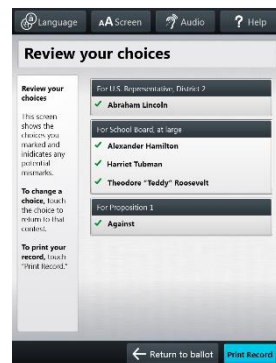 Language
AA Screen
Audio
? Help
Review your choices
Review your
choices
This screen
shows the
choices you
marked and
inidicates any
potential
mismarks.
To change a
choice, touch
the choice to
return to that
contest.
To print your
record, touch
"Print Record."
For U.S. Representative, District 2
Abraham Lincoln
For School Board, at large
Alexander Hamilton
Harriet Tubman
Theodore "Teddy" Roosevelt
For Proposition 1
Against
Return to ballot
Print Record